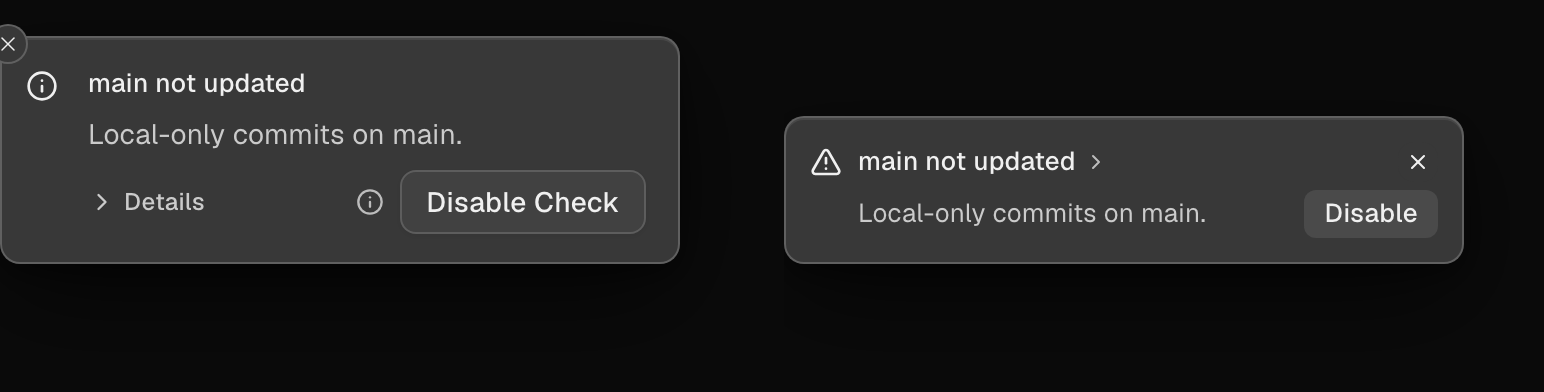 main not updated
Local-only commits on main.
Details
Disable Check
main not updated
Local-only commits on main.
Disable